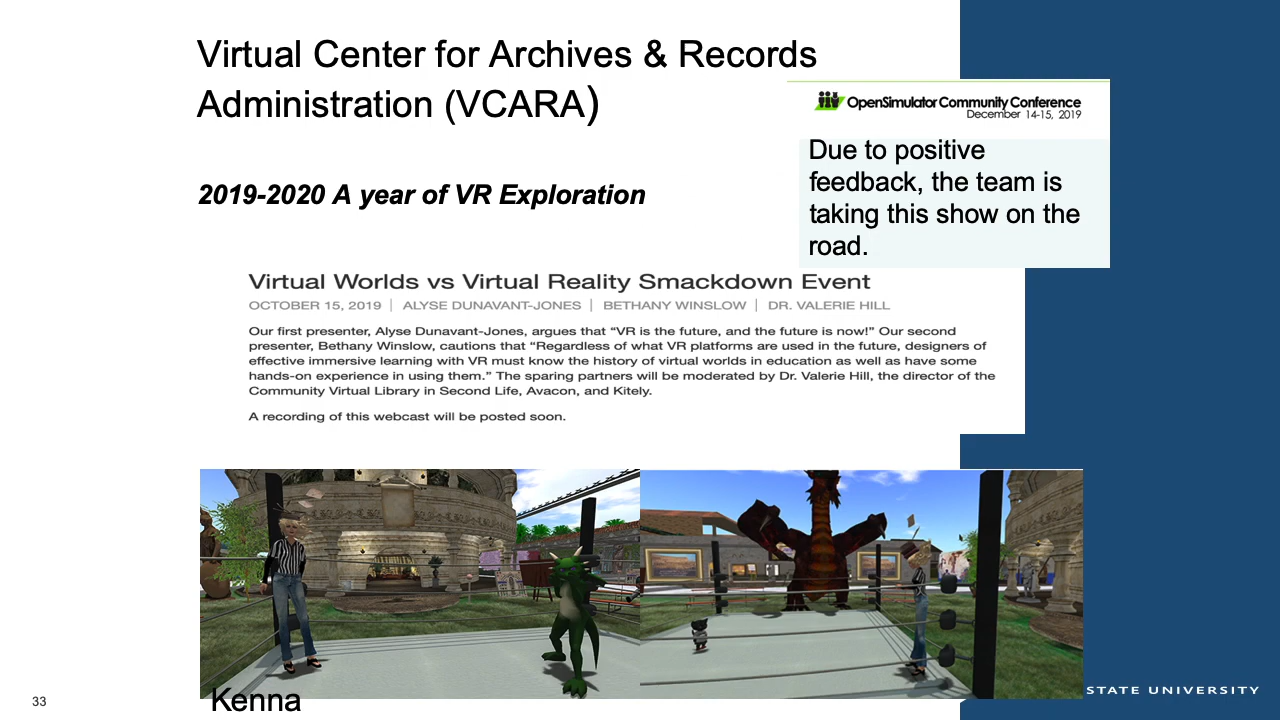 Virtual Center for Archives & Records
Administration (VCARA)
OpenSimulator Community Conference
December 14-15, 2019
Due to positive
feedback, the team is
taking this show on the
road.
2019-2020 A year of VR Exploration
Virtual Worlds vs Virtual Reality Smackdown Event
OCTOBER 15, 2019 | ALYSE DUNAVANT-JONES | BETHANY WINSLOW | DR. VALERIE HILL
Our first presenter, Alyse Dunavant-Jones, argues that “VR is the future, and the future is now!” Our second
presenter, Bethany Winslow, cautions that “Regardless of what VR platforms are used in the future, designers of
effective immersive learning with VR must know the history of virtual worlds in education as well as have some
hands-on experience in using them.” The sparing partners will be moderated by Dr. Valerie Hill, the director of the
Community Virtual Library in Second Life, Avacon, and Kitely.
A recording of this webcast will be posted soon.
Kenna
33
STATE UNIVERSITY